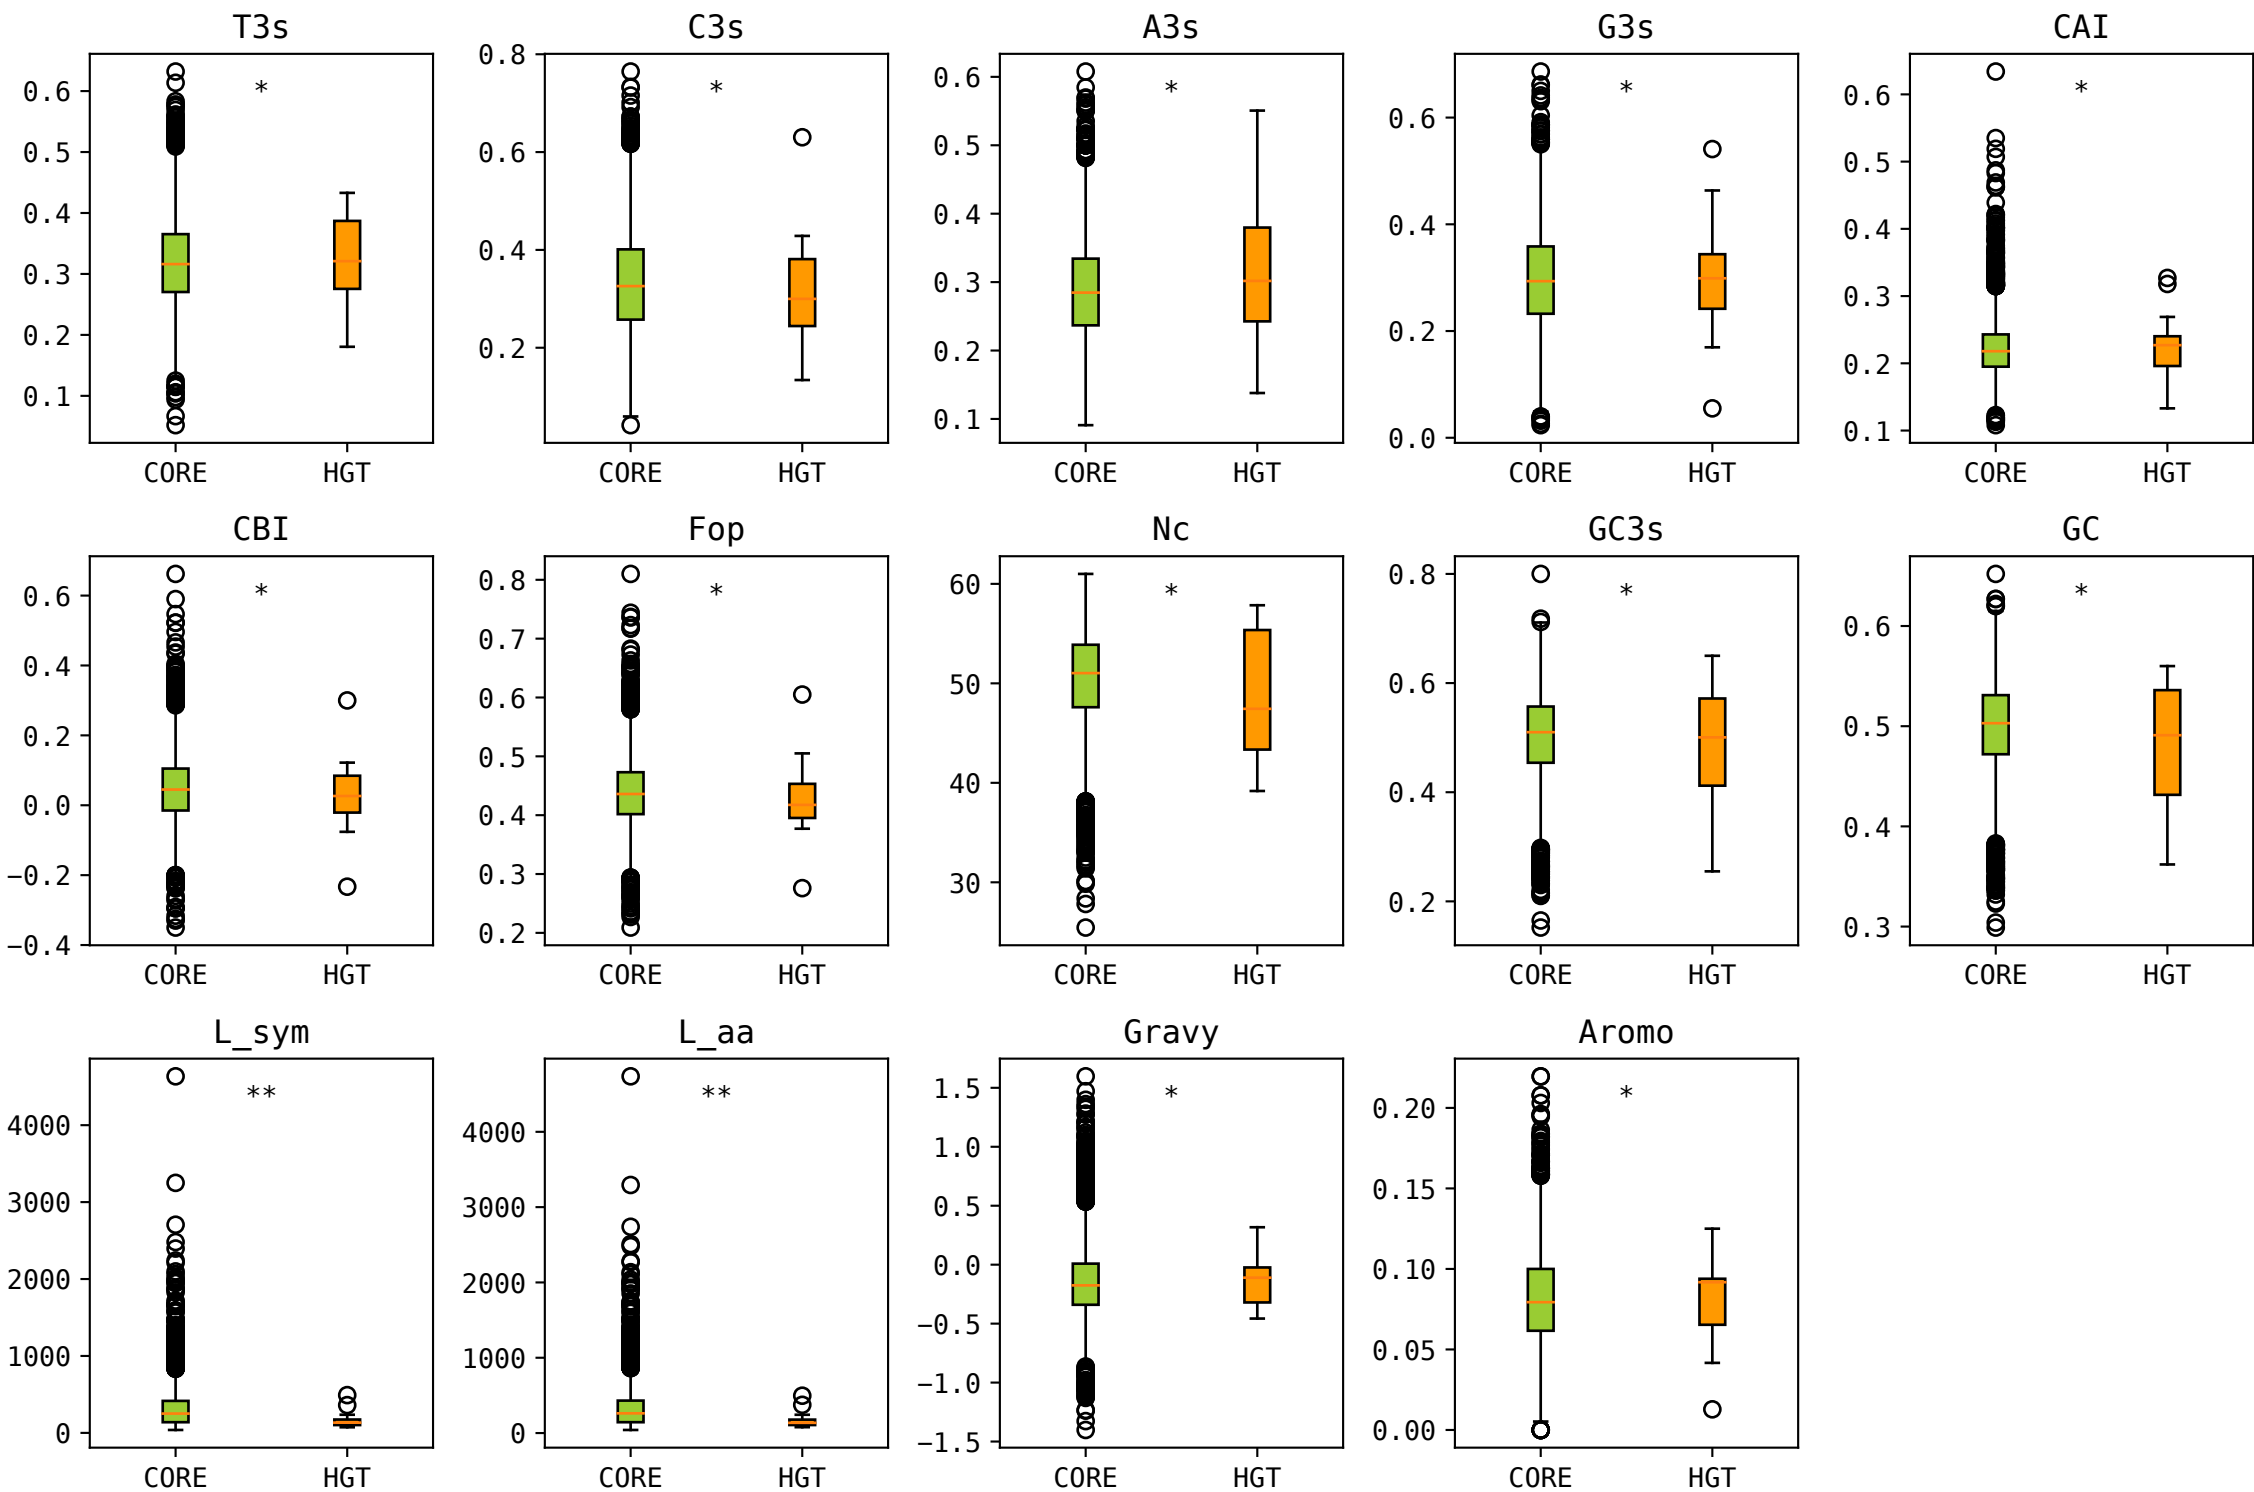 T3s C3s A3s G3s CAI
* * * * *
0.6 0.5 0.4 0.3 0.2 0.1
0.8 0.6 0.4 0.2
0.6 0.5 0.4 0.3 0.2 0.1
0.6 0.4 0.2 0.0
0.6 0.5 0.4 0.3 0.2 0.1
CORE HGT CORE HGT CORE HGT CORE HGT CORE HGT
CBI Fop Nc GC3s GC
* * * * *
0.6 0.4 0.2 0.0 −0.2 −0.4
0.8 0.7 0.6 0.5 0.4 0.3 0.2
60 50 40 30
0.8 0.6 0.4 0.2
0.6 0.5 0.4 0.3
CORE HGT CORE HGT CORE HGT CORE HGT CORE HGT
L_sym L_aa Gravy Aromo
** ** * *
4000 3000 2000 1000 0
4000 3000 2000 1000 0
1.5 1.0 0.5 0.0 −0.5 −1.0 −1.5
0.20 0.15 0.10 0.05 0.00
CORE HGT CORE HGT CORE HGT CORE HGT